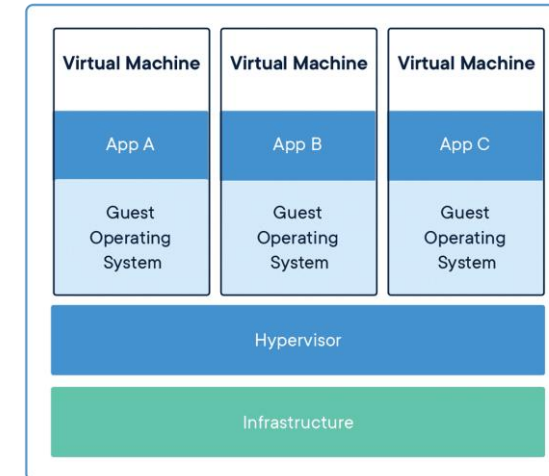 Virtual Machine
App A
Guest
Operating
System
Virtual Machine
App B
Guest
Operating
System
Virtual Machine
App C
Guest
Operating
System
Hypervisor
Infrastructure